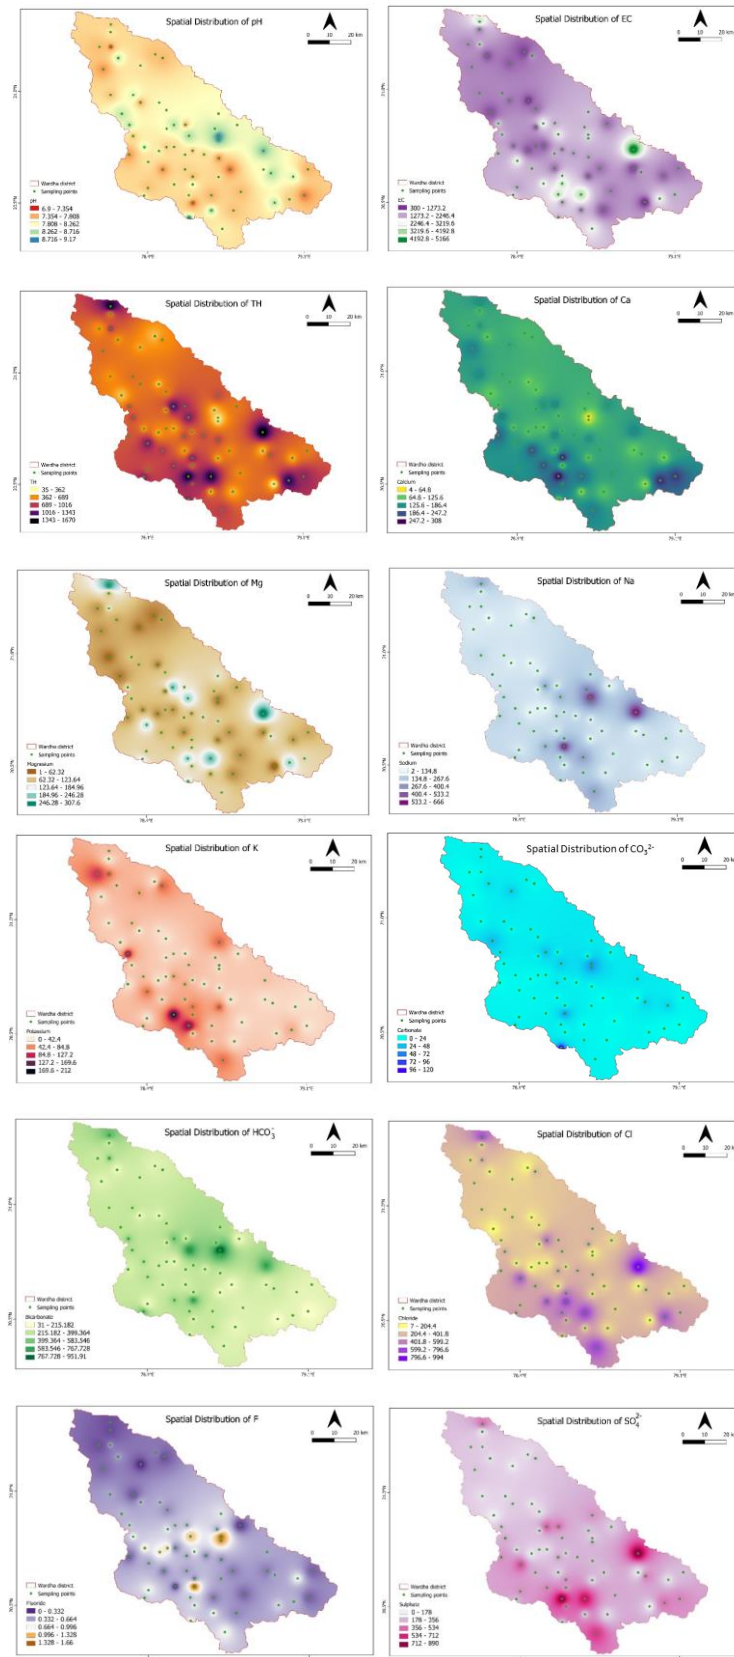 Spatial Distribution of pH
0 10 20 km
Wardha district
Sampling points
pH
6.9 - 7.354
7.354 - 7.808
7.808 - 8.262
8.262 - 8.716
8.716 - 9.17
Spatial Distribution of EC
0 10 20 km
Wardha district
Sampling points
EC
300 - 1273.2
1273.2 - 2246.4
2246.4 - 3219.6
3219.6 - 4192.8
4192.8 - 5166
Spatial Distribution of TH
0 10 20 km
Wardha district
Sampling points
TH
35 - 362
362 - 689
689 - 1016
1016 - 1343
1343 - 1670
Spatial Distribution of Ca
0 10 20 km
Wardha district
Sampling points
Calcium
4 - 64.8
64.8 - 125.6
125.6 - 186.4
186.4 - 247.2
247.2 - 308
Spatial Distribution of Mg
0 10 20 km
Wardha district
Sampling points
Magnesium
1 - 62.32
62.32 - 123.64
123.64 - 184.96
184.96 - 246.28
246.28 - 307.6
Spatial Distribution of Na
0 10 20 km
Wardha district
Sampling points
Sodium
2 - 134.8
134.8 - 267.6
267.6 - 400.4
400.4 - 533.2
533.2 - 666
Spatial Distribution of K
0 10 20 km
Wardha district
Sampling points
Potassium
0 - 42.4
42.4 - 84.8
84.8 - 127.2
127.2 - 169.6
169.6 - 212
Spatial Distribution of CO₃²⁻
0 10 20 km
Wardha district
Sampling points
Carbonate
0 - 24
24 - 48
48 - 72
72 - 96
96 - 120
Spatial Distribution of HCO₃⁻
0 10 20 km
Wardha district
Sampling points
Bicarbonate
31 - 215.182
215.182 - 399.364
399.364 - 583.546
583.546 - 767.728
767.728 - 951.91
Spatial Distribution of Cl
0 10 20 km
Wardha district
Sampling points
Chloride
7 - 204.4
204.4 - 401.8
401.8 - 599.2
599.2 - 796.6
796.6 - 994
Spatial Distribution of F
0 10 20 km
Wardha district
Sampling points
Fluoride
0 - 0.332
0.332 - 0.664
0.664 - 0.996
0.996 - 1.328
1.328 - 1.66
Spatial Distribution of SO₄²⁻
0 10 20 km
Wardha district
Sampling points
Sulphate
0 - 178
178 - 356
356 - 534
534 - 712
712 - 890